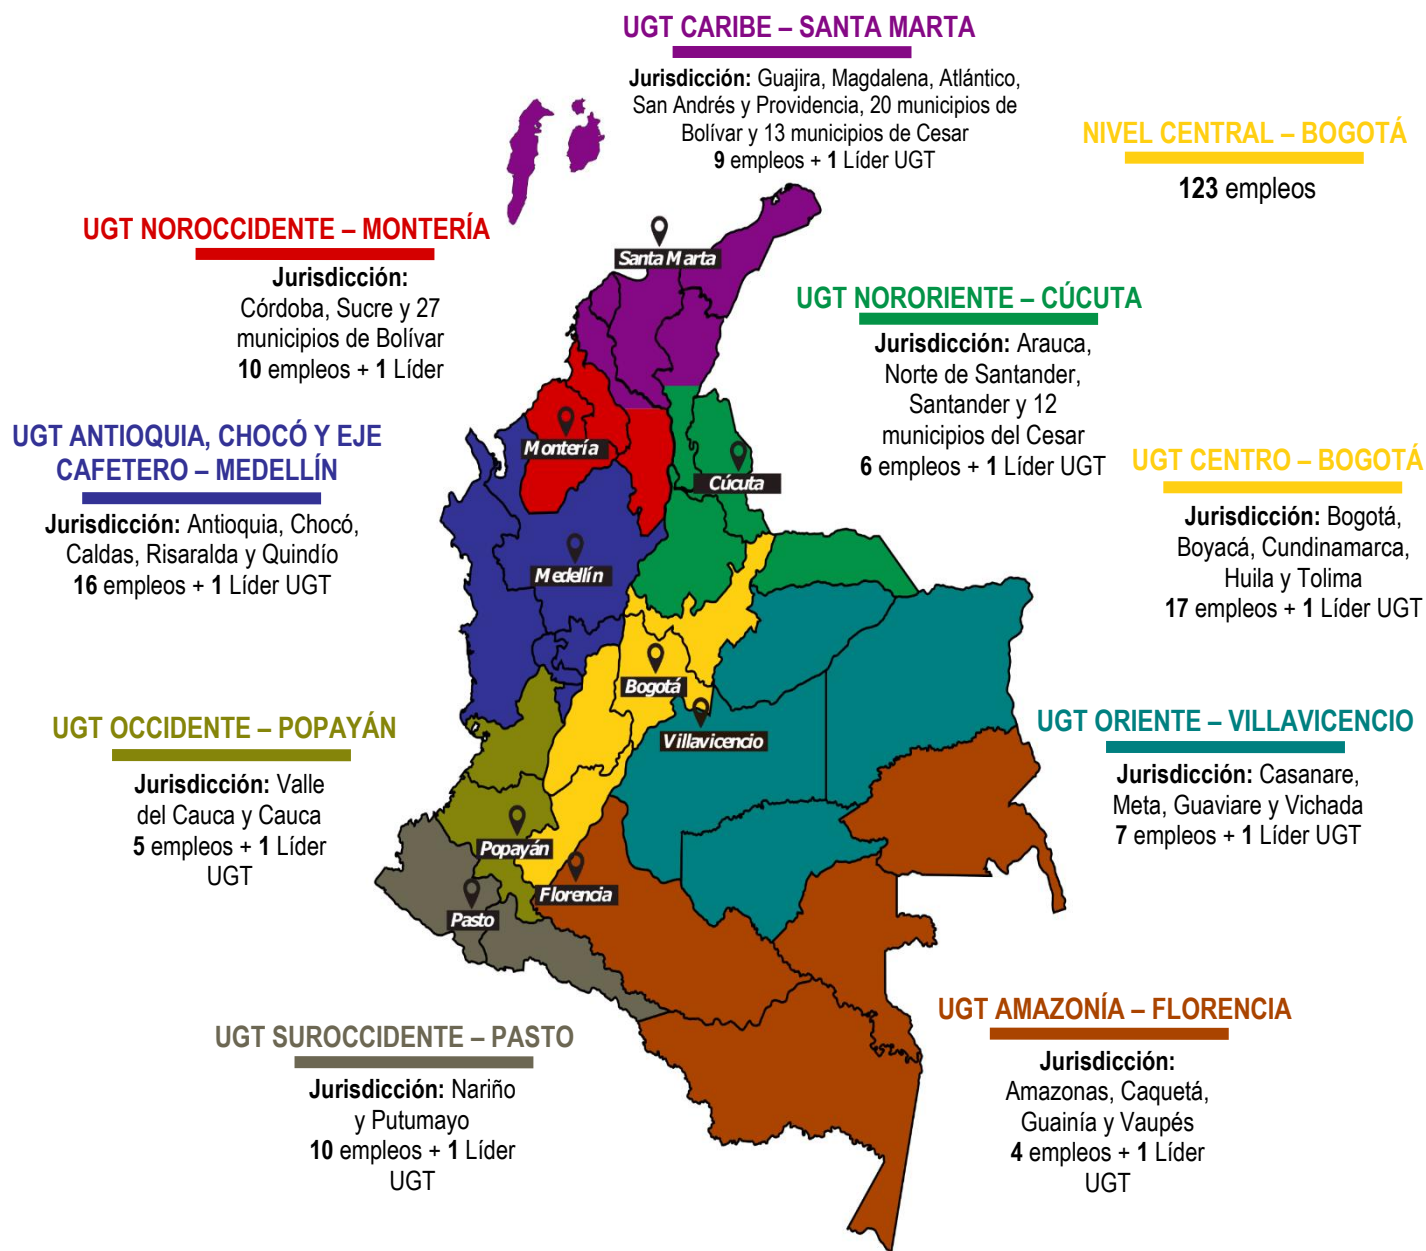 UGT CARIBE – SANTA MARTA
Jurisdicción: Guajira, Magdalena, Atlántico,
San Andrés y Providencia, 20 municipios de
Bolívar y 13 municipios de Cesar
9 empleos + 1 Líder UGT
NIVEL CENTRAL – BOGOTÁ
123 empleos
UGT NOROCCIDENTE – MONTERÍA
Jurisdicción:
Córdoba, Sucre y 27
municipios de Bolívar
10 empleos + 1 Líder
UGT NORORIENTE – CÚCUTA
Jurisdicción: Arauca,
Norte de Santander,
Santander y 12
municipios del Cesar
6 empleos + 1 Líder UGT
UGT ANTIOQUIA, CHOCÓ Y EJE
CAFETERO – MEDELLÍN
Jurisdicción: Antioquia, Chocó,
Caldas, Risaralda y Quindío
16 empleos + 1 Líder UGT
UGT CENTRO – BOGOTÁ
Jurisdicción: Bogotá,
Boyacá, Cundinamarca,
Huila y Tolima
17 empleos + 1 Líder UGT
UGT OCCIDENTE – POPAYÁN
Jurisdicción: Valle
del Cauca y Cauca
5 empleos + 1 Líder
UGT
UGT ORIENTE – VILLAVICENCIO
Jurisdicción: Casanare,
Meta, Guaviare y Vichada
7 empleos + 1 Líder UGT
UGT SUROCCIDENTE – PASTO
Jurisdicción: Nariño
y Putumayo
10 empleos + 1 Líder
UGT
UGT AMAZONÍA – FLORENCIA
Jurisdicción:
Amazonas, Caquetá,
Guainía y Vaupés
4 empleos + 1 Líder
UGT
Santa Marta
Montería
Cúcuta
Medellín
Bogotá
Villavicencio
Popayán
Florencia
Pasto